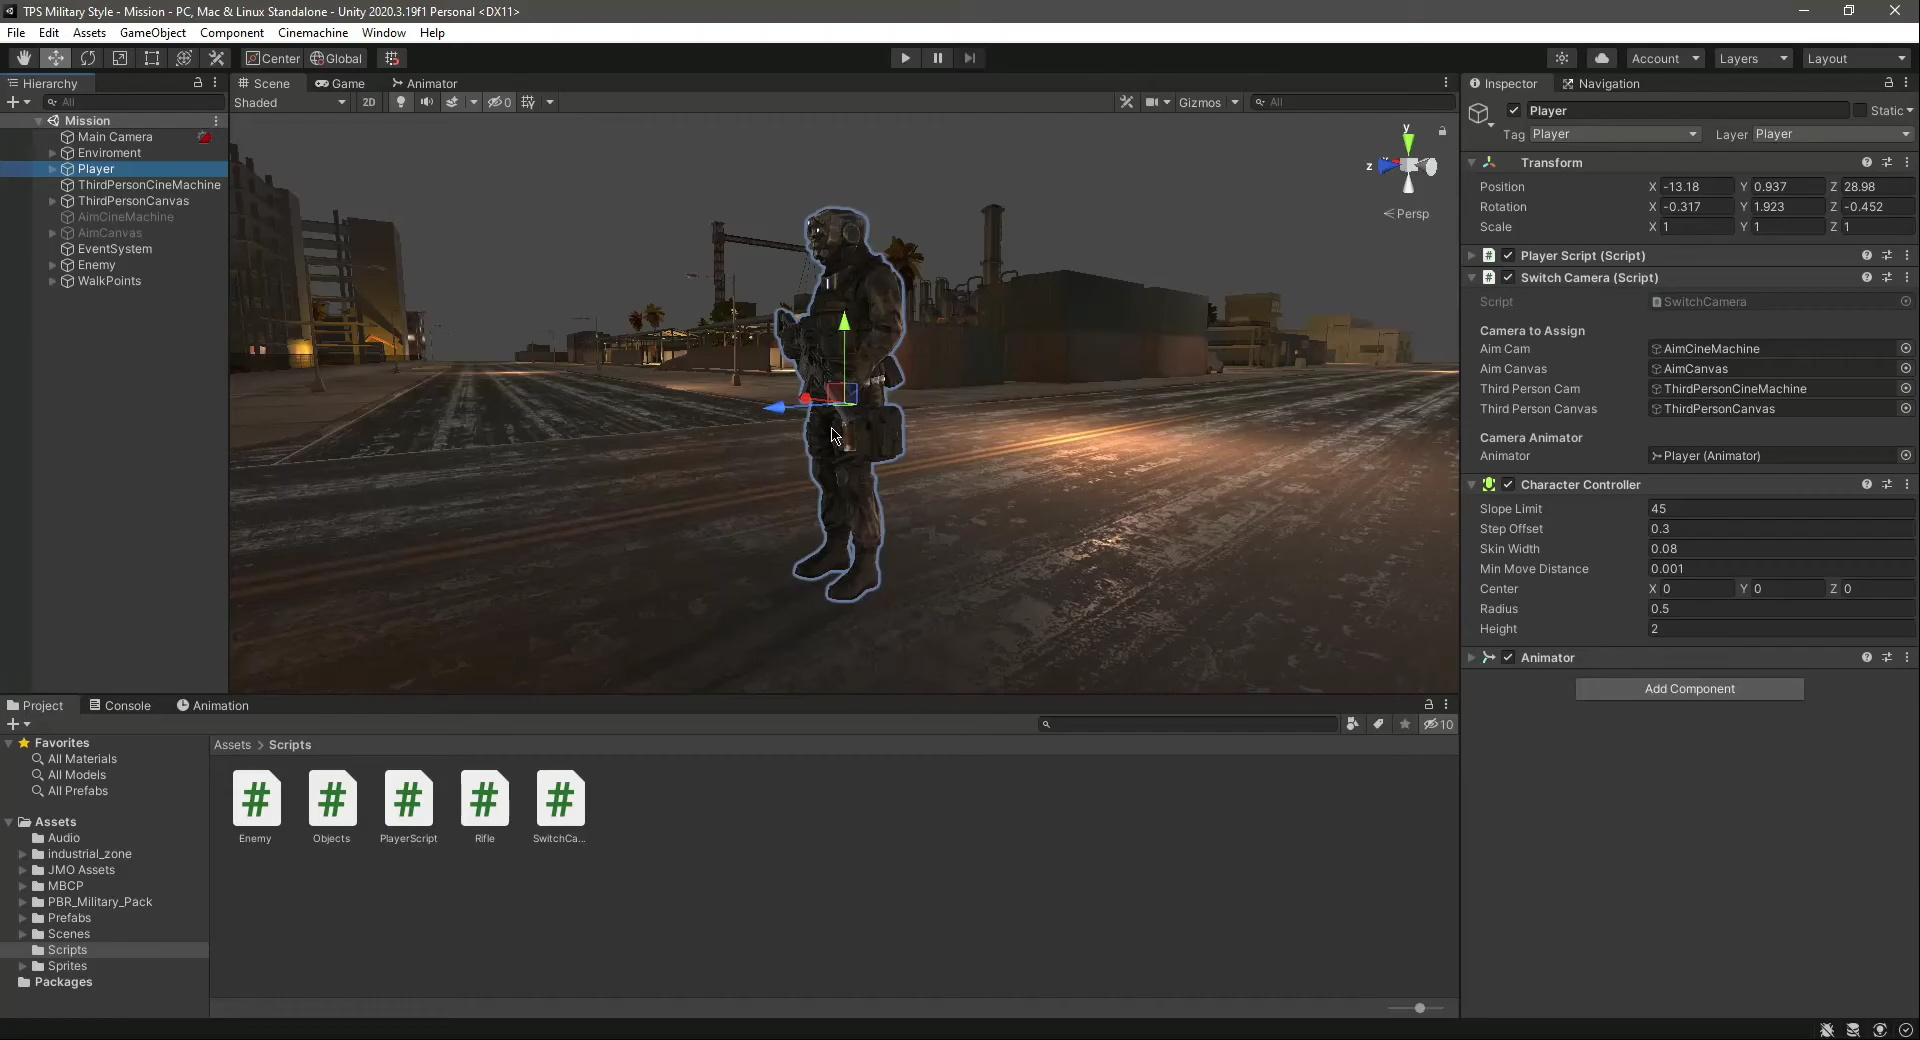 TPS Military Style - Mission - PC, Mac & Linux Standalone - Unity 2020.3.19f1 Personal <DX11>
File Edit Assets GameObject Component Cinemachine Window Help
Center Global Account Layers Layout
Hierarchy
All
Mission
Main Camera
Enviroment
Player
ThirdPersonCineMachine
ThirdPersonCanvas
AimCineMachine
AimCanvas
EventSystem
Enemy
WalkPoints
Scene Game Animator
Shaded 2D 0 Gizmos All
y
z
Persp
Inspector Navigation
Player Static
Tag Player Layer Player
Transform
Position X -13.18 Y 0.937 Z 28.98
Rotation X -0.317 Y 1.923 Z -0.452
Scale X 1 Y 1 Z 1
# Player Script (Script)
# Switch Camera (Script)
Script SwitchCamera
Camera to Assign
Aim Cam AimCineMachine
Aim Canvas AimCanvas
Third Person Cam ThirdPersonCineMachine
Third Person Canvas ThirdPersonCanvas
Camera Animator
Animator Player (Animator)
Character Controller
Slope Limit 45
Step Offset 0.3
Skin Width 0.08
Min Move Distance 0.001
Center X 0 Y 0 Z 0
Radius 0.5
Height 2
Animator
Add Component
Project Console Animation
10
Favorites
All Materials
All Models
All Prefabs
Assets
Audio
industrial_zone
JMO Assets
MBCP
PBR_Military_Pack
Prefabs
Scenes
Scripts
Sprites
Packages
Assets > Scripts
# # # # #
Enemy Objects PlayerScript Rifle SwitchCa...